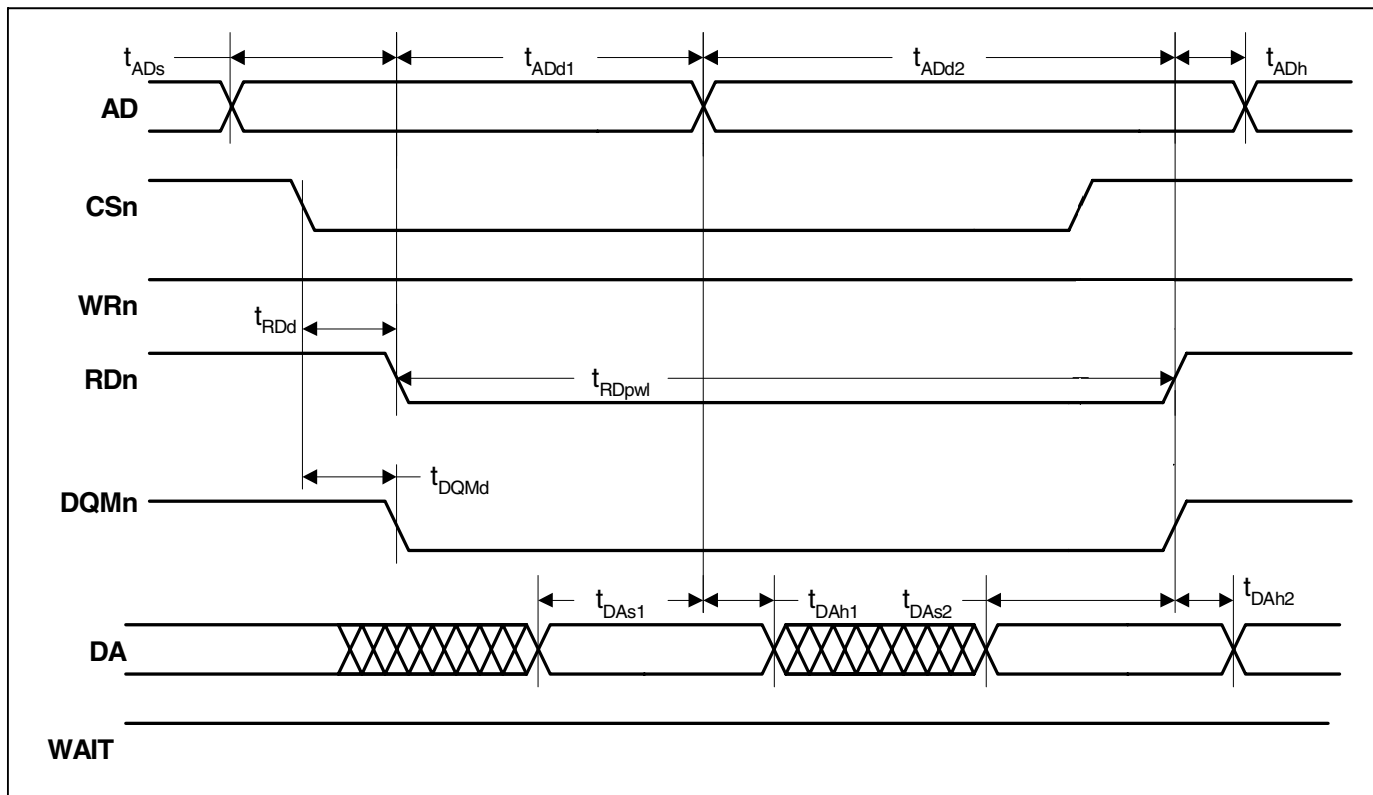 tADs tADd1 tADd2 tADh
AD
CSn
WRn
tRDd
RDn
tRDpwl
tDQMd
DQMn
tDAs1 tDAh1 tDAs2 tDAh2
DA
WAIT